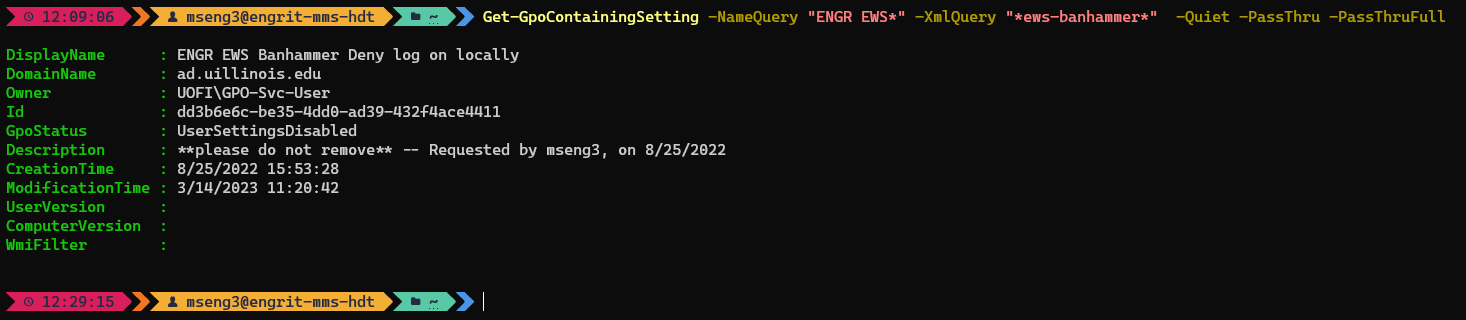 12:09:06 mseng3@engrit-mms-hdt ~ Get-GpoContainingSetting -NameQuery "ENGR EWS*" -XmlQuery "*ews-banhammer*"  -Quiet -PassThru -PassThruFull
DisplayName      : ENGR EWS Banhammer Deny log on locally
DomainName       : ad.uillinois.edu
Owner            : UOFI\GPO-Svc-User
Id               : dd3b6e6c-be35-4dd0-ad39-432f4ace4411
GpoStatus        : UserSettingsDisabled
Description      : **please do not remove** -- Requested by mseng3, on 8/25/2022
CreationTime     : 8/25/2022 15:53:28
ModificationTime : 3/14/2023 11:20:42
UserVersion      :
ComputerVersion  :
WmiFilter        :
12:29:15 mseng3@engrit-mms-hdt ~